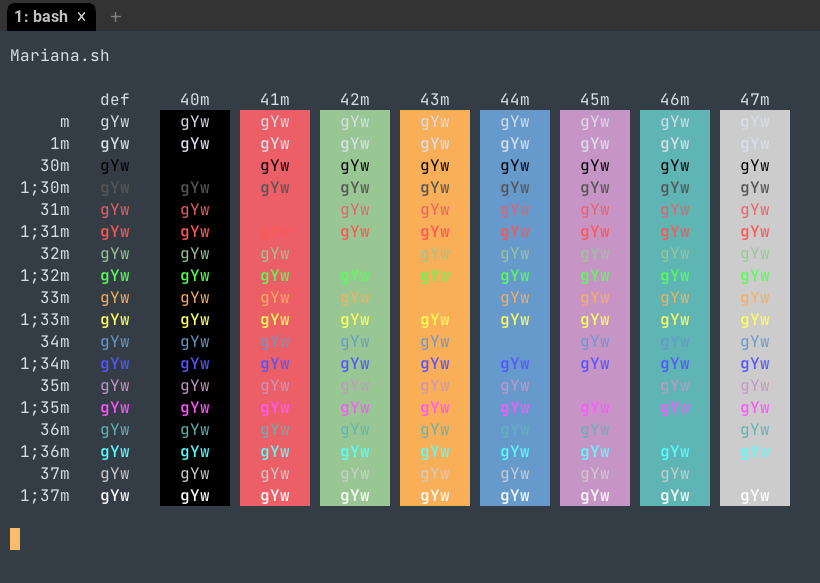 1: bash × +
Mariana.sh
def 40m 41m 42m 43m 44m 45m 46m 47m
m gYw gYw gYw gYw gYw gYw gYw gYw gYw
1m gYw gYw gYw gYw gYw gYw gYw gYw gYw
30m gYw gYw gYw gYw gYw gYw gYw gYw
1;30m gYw gYw gYw gYw gYw gYw gYw gYw gYw
31m gYw gYw gYw gYw gYw gYw gYw gYw
1;31m gYw gYw gYw gYw gYw gYw gYw gYw gYw
32m gYw gYw gYw gYw gYw gYw gYw gYw
1;32m gYw gYw gYw gYw gYw gYw gYw gYw gYw
33m gYw gYw gYw gYw gYw gYw gYw gYw
1;33m gYw gYw gYw gYw gYw gYw gYw gYw gYw
34m gYw gYw gYw gYw gYw gYw gYw gYw
1;34m gYw gYw gYw gYw gYw gYw gYw gYw gYw
35m gYw gYw gYw gYw gYw gYw gYw gYw
1;35m gYw gYw gYw gYw gYw gYw gYw gYw gYw
36m gYw gYw gYw gYw gYw gYw gYw gYw
1;36m gYw gYw gYw gYw gYw gYw gYw gYw gYw
37m gYw gYw gYw gYw gYw gYw gYw gYw
1;37m gYw gYw gYw gYw gYw gYw gYw gYw gYw